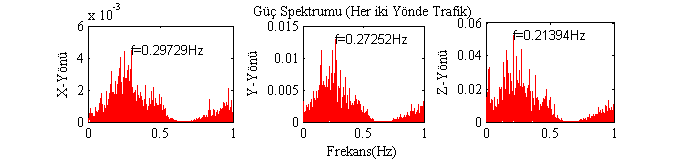 Güç Spektrumu (Her iki Yönde Trafik)
x 10⁻³
8
6
4
2
0
X-Yönü
f=0.29729Hz
0 0.5 1
0.015
0.01
0.005
0
Y-Yönü
f=0.27252Hz
0 0.5 1
0.06
0.04
0.02
0
Z-Yönü
f=0.21394Hz
0 0.5 1
Frekans(Hz)